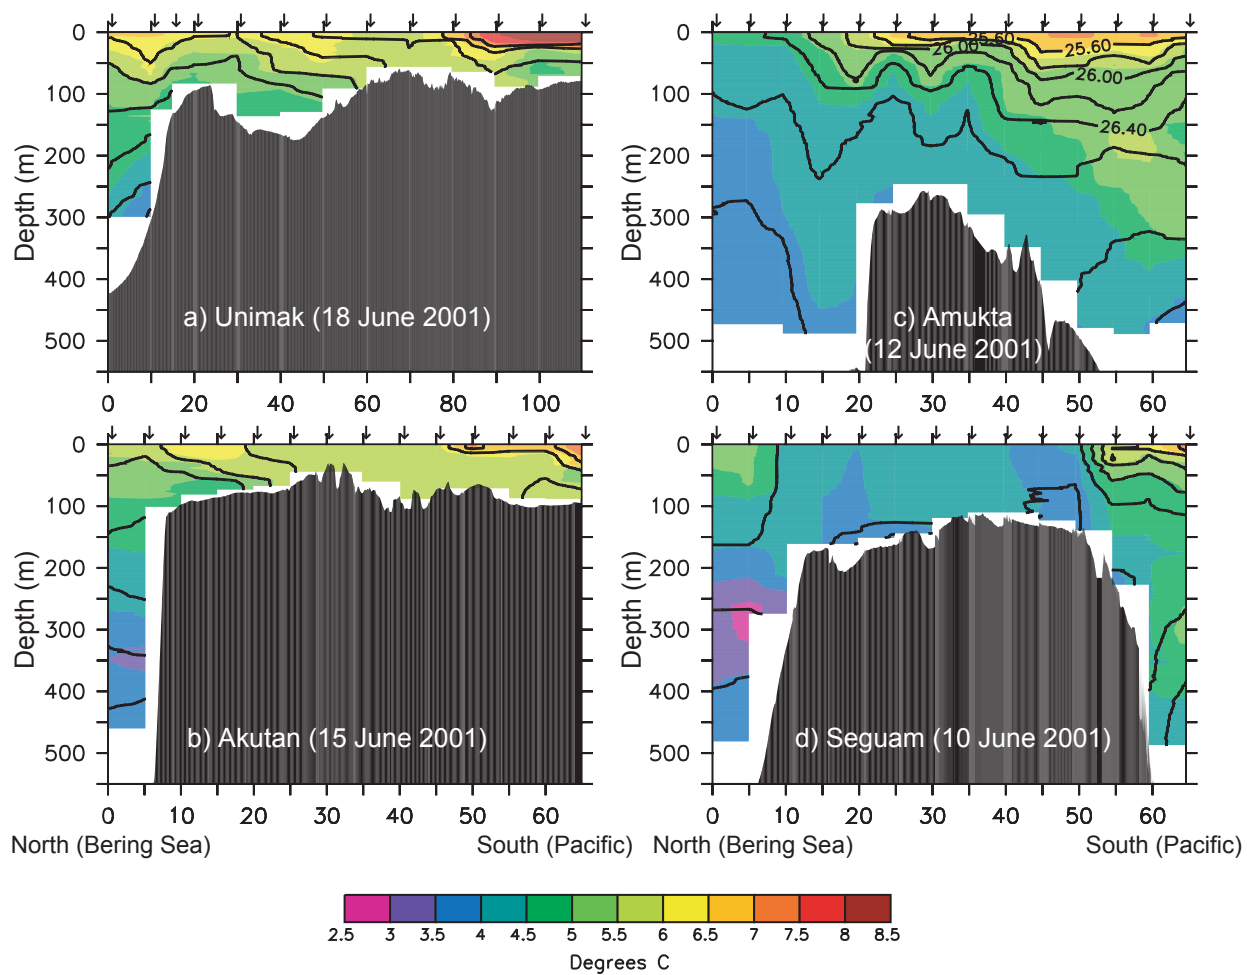 0
100
200
300
400
500
Depth (m)
a) Unimak (18 June 2001)
0 20 40 60 80 100
0
100
200
300
400
500
Depth (m)
25.60
26.00
25.60
26.00
26.40
c) Amukta
(12 June 2001)
0 10 20 30 40 50 60
0
100
200
300
400
500
Depth (m)
b) Akutan (15 June 2001)
0 10 20 30 40 50 60
North (Bering Sea) South (Pacific)
0
100
200
300
400
500
Depth (m)
d) Seguam (10 June 2001)
0 10 20 30 40 50 60
North (Bering Sea) South (Pacific)
2.5 3 3.5 4 4.5 5 5.5 6 6.5 7 7.5 8 8.5
Degrees C